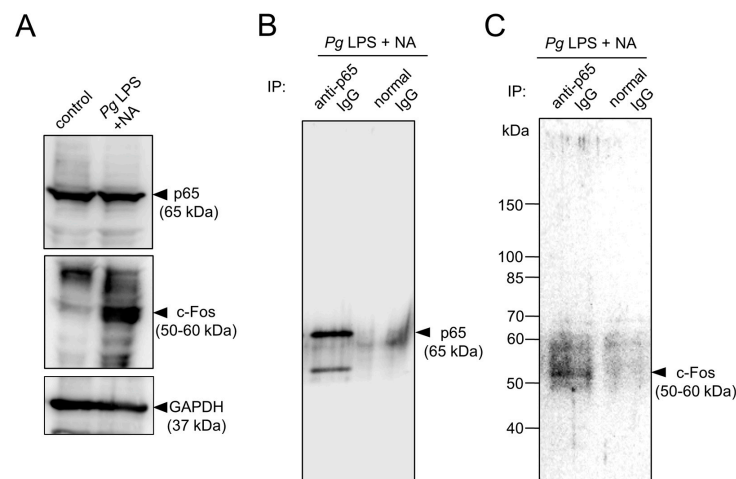 A
control
Pg LPS
+NA
p65
(65 kDa)
c-Fos
(50-60 kDa)
GAPDH
(37 kDa)
B
Pg LPS + NA
IP:
anti-p65
IgG
normal
IgG
p65
(65 kDa)
C
Pg LPS + NA
IP:
anti-p65
IgG
normal
IgG
kDa
150
100
85
70
60
50
40
c-Fos
(50-60 kDa)